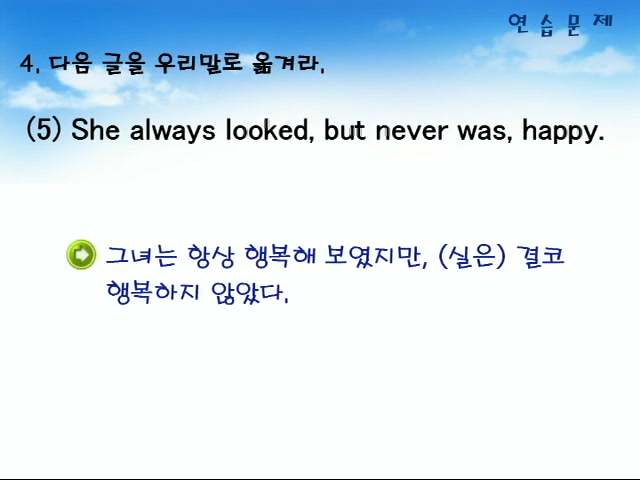 연 습 문 제
4. 다음 글을 우리말로 옮겨라.
(5) She always looked, but never was, happy.
그녀는 항상 행복해 보였지만, (실은) 결코
행복하지 않았다.